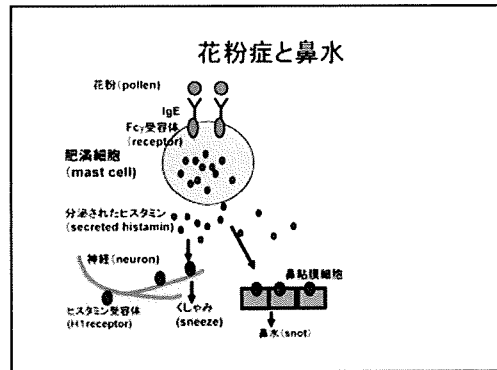 花粉症と鼻水
花粉(pollen)
IgE
Fcγ受容体
(receptor)
肥満細胞
(mast cell)
分泌されたヒスタミン
(secreted histamin)
神経(neuron)
鼻粘膜細胞
ヒスタミン受容体
(H1receptor)
くしゃみ
(sneeze)
鼻水(snot)